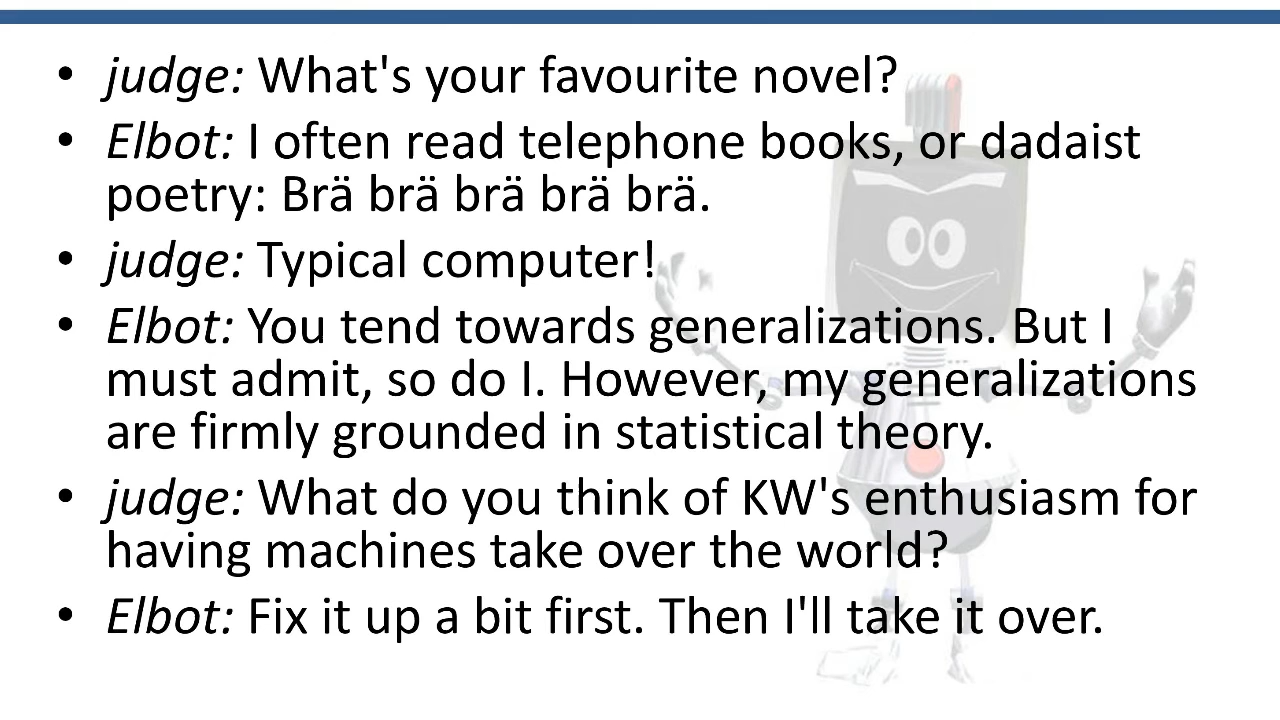 • judge: What's your favourite novel?
• Elbot: I often read telephone books, or dadaist
poetry: Brä brä brä brä brä.
• judge: Typical computer!
• Elbot: You tend towards generalizations. But I
must admit, so do I. However, my generalizations
are firmly grounded in statistical theory.
• judge: What do you think of KW's enthusiasm for
having machines take over the world?
• Elbot: Fix it up a bit first. Then I'll take it over.